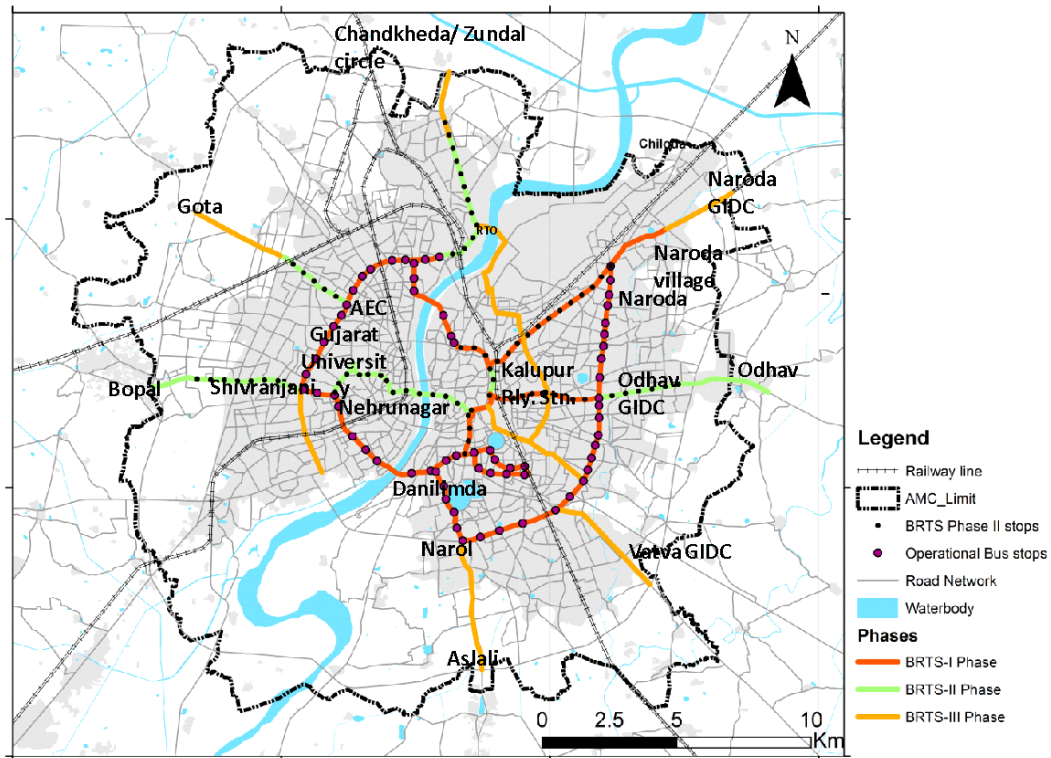 Chandkheda/ Zundal
circle
N
Chiloda
Naroda
GIDC
Gota
RTO
Naroda
village
Naroda
AEC
Gujarat
Universit
y
Kalupur
Rly. Stn.
Bopal
Shivranjani
Nehrunagar
Odhav
GIDC
Odhav
Danilimda
Narol
Vatva GIDC
Aslali
0 2.5 5 10
Km
Legend
Railway line
AMC_Limit
BRTS Phase II stops
Operational Bus stops
Road Network
Waterbody
Phases
BRTS-I Phase
BRTS-II Phase
BRTS-III Phase